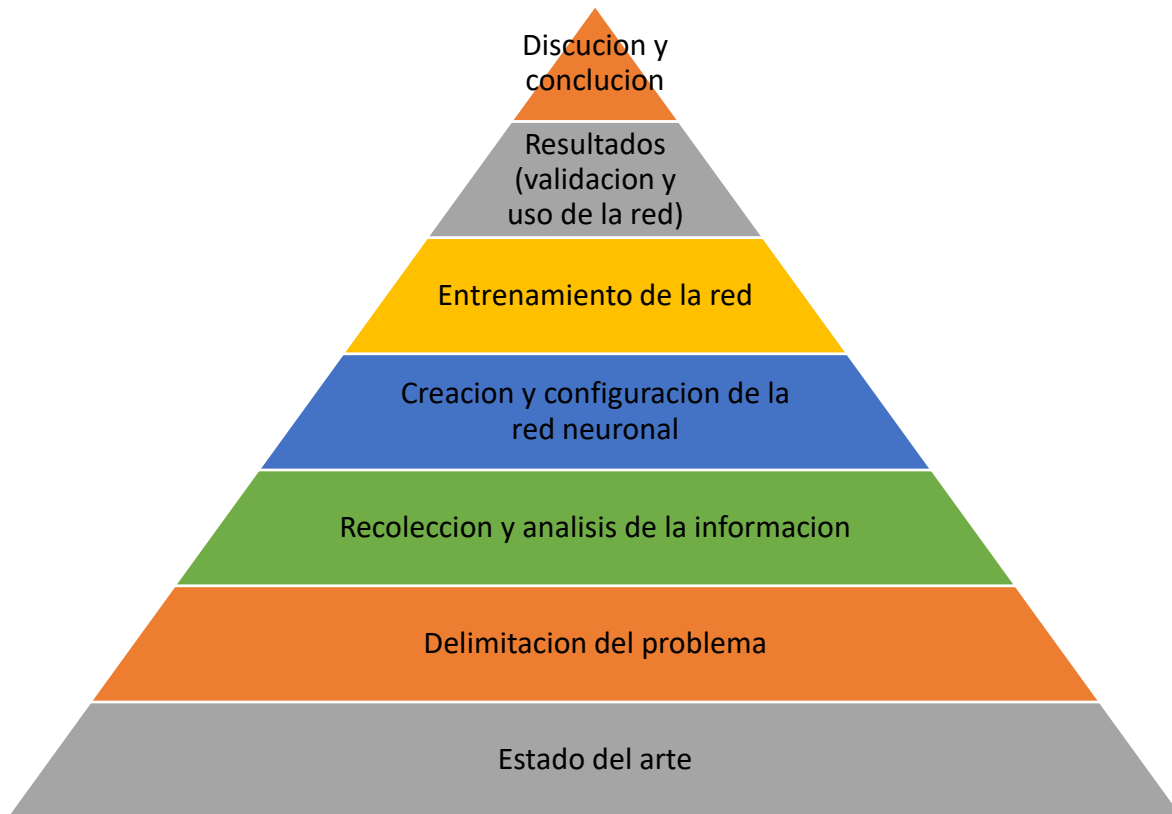 Discucion y
conclucion
Resultados
(validacion y
uso de la red)
Entrenamiento de la red
Creacion y configuracion de la
red neuronal
Recoleccion y analisis de la informacion
Delimitacion del problema
Estado del arte